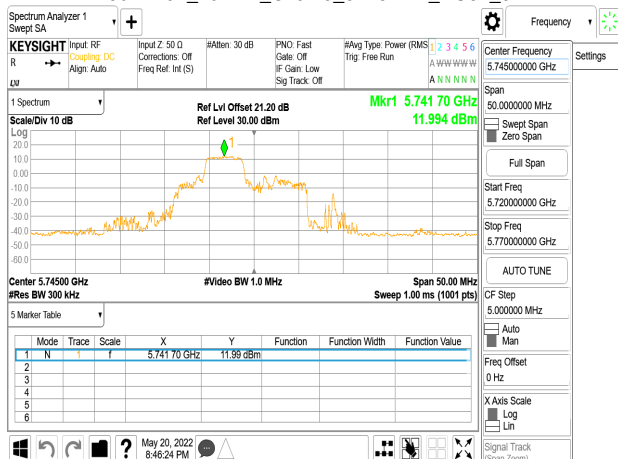 Spectrum Analyzer 1
Swept SA
+
Frequency
KEYSIGHT
R
LNI
Input: RF
Coupling: DC
Align: Auto
Input Z: 50 Ω
Corrections: Off
Freq Ref: Int (S)
#Atten: 30 dB
PNO: Fast
Gate: Off
IF Gain: Low
Sig Track: Off
#Avg Type: Power (RMS
Trig: Free Run
1 2 3 4 5 6
A W W W W W
A N N N N N
Center Frequency
5.745000000 GHz
Settings
Span
50.0000000 MHz
Swept Span
Zero Span
Full Span
Start Freq
5.720000000 GHz
Stop Freq
5.770000000 GHz
AUTO TUNE
CF Step
5.000000 MHz
Auto
Man
Freq Offset
0 Hz
X Axis Scale
Log
Lin
Signal Track
(Span Zoom)
1 Spectrum
Scale/Div 10 dB
Log
Ref Lvl Offset 21.20 dB
Ref Level 30.00 dBm
Mkr1 5.741 70 GHz
11.994 dBm
1
20.0
10.0
0.00
-10.0
-20.0
-30.0
-40.0
-50.0
-60.0
Center 5.74500 GHz
#Video BW 1.0 MHz
Span 50.00 MHz
#Res BW 300 kHz
Sweep 1.00 ms (1001 pts)
5 Marker Table
Mode Trace Scale X Y Function Function Width Function Value
1 N 1 f 5.741 70 GHz 11.99 dBm
2
3
4
5
6
?
May 20, 2022
8:46:24 PM